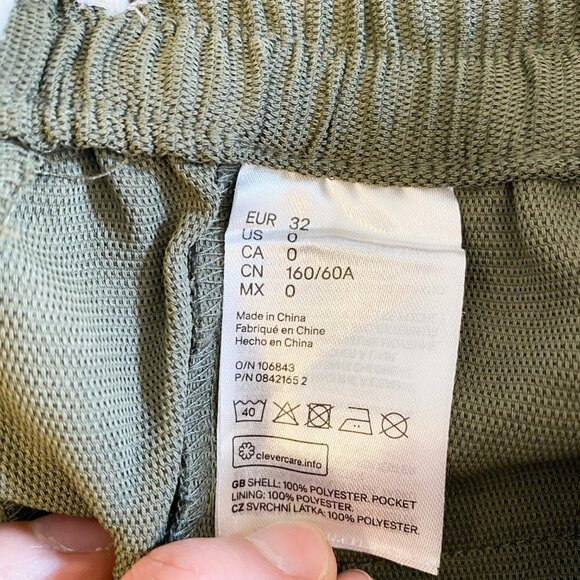 EUR 32
US 0
CA 0
CN 160/60A
MX 0
Made in China
Fabriqué en Chine
Hecho en China
O/N 106843
P/N 0842165 2
40
clevercare.info
GB SHELL: 100% POLYESTER. POCKET
LINING: 100% POLYESTER.
CZ SVRCHNÍ LÁTKA: 100% POLYESTER.